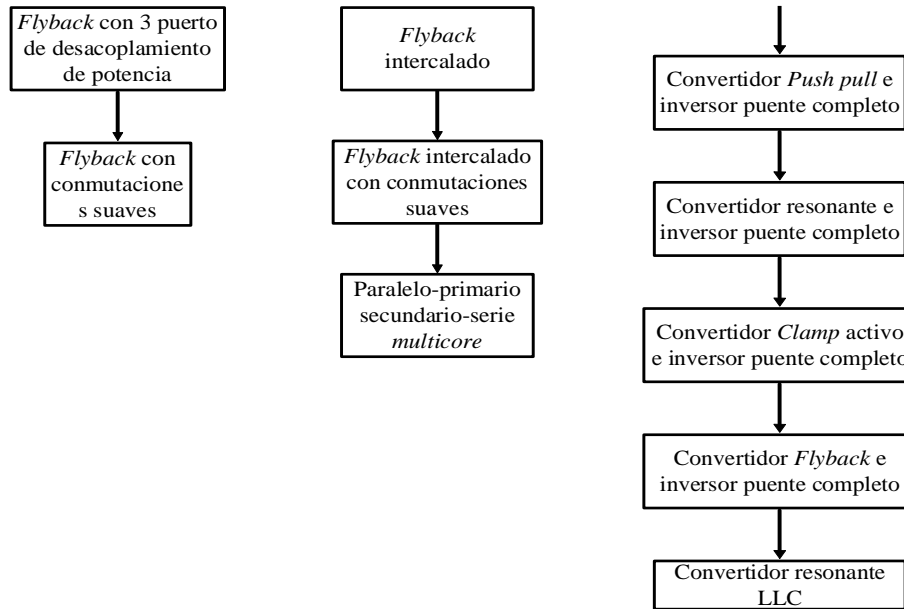 Flyback con 3 puerto
de desacoplamiento
de potencia
Flyback con
conmutacione
s suaves
Flyback
intercalado
Flyback intercalado
con conmutaciones
suaves
Paralelo-primario
secundario-serie
multicore
Convertidor Push pull e
inversor puente completo
Convertidor resonante e
inversor puente completo
Convertidor Clamp activo
e inversor puente completo
Convertidor Flyback e
inversor puente completo
Convertidor resonante
LLC